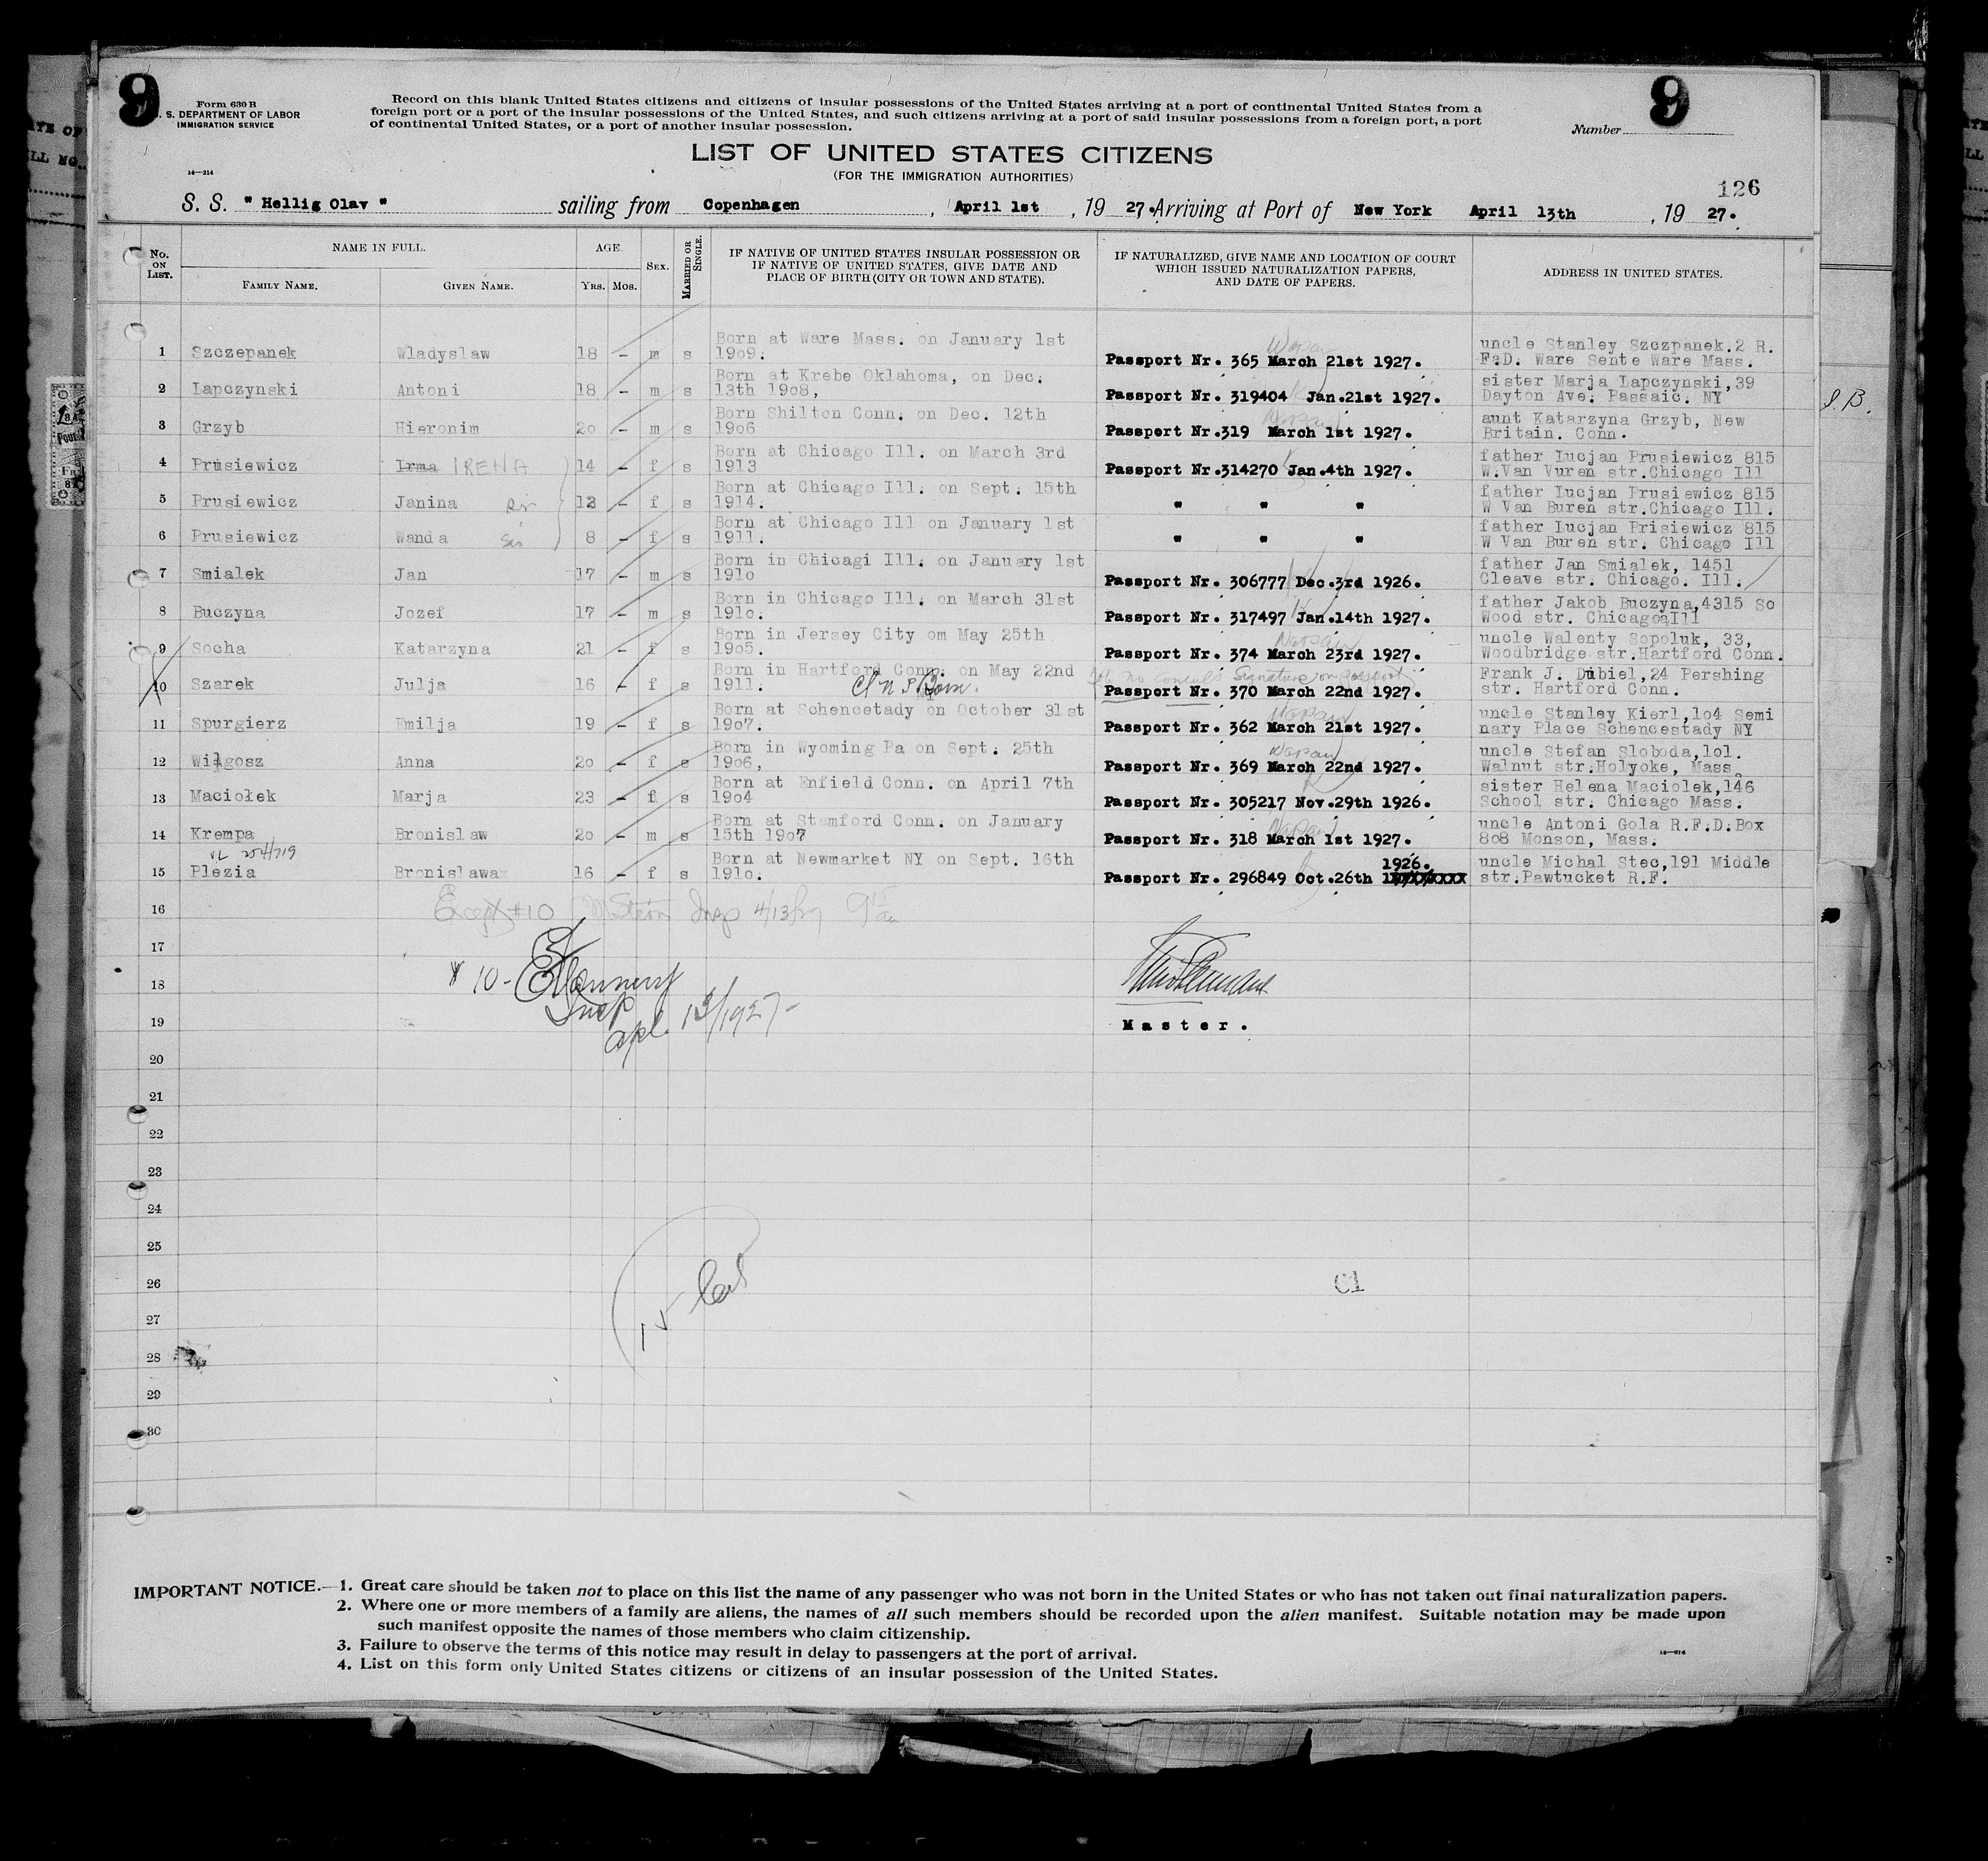 9
9
Form 630 B
S. DEPARTMENT OF LABOR
IMMIGRATION SERVICE
14—214
Record on this blank United States citizens and citizens of insular possessions of the United States arriving at a port of continental United States from a
foreign port or a port of the insular possessions of the United States, and such citizens arriving at a port of said insular possessions from a foreign port, a port
of continental United States, or a port of another insular possession.
Number
LIST OF UNITED STATES CITIZENS
(FOR THE IMMIGRATION AUTHORITIES)
126
S. S. " Hellig Olav " sailing from Copenhagen , April 1st , 19 27. Arriving at Port of New York April 13th , 19 27.
No. ON LIST. NAME IN FULL. AGE. SEX. MARRIED OR SINGLE. IF NATIVE OF UNITED STATES INSULAR POSSESSION OR IF NATIVE OF UNITED STATES, GIVE DATE AND PLACE OF BIRTH (CITY OR TOWN AND STATE). IF NATURALIZED, GIVE NAME AND LOCATION OF COURT WHICH ISSUED NATURALIZATION PAPERS, AND DATE OF PAPERS. ADDRESS IN UNITED STATES.
FAMILY NAME. GIVEN NAME. YRS. MOS.
Born at Ware Mass. on January 1st Warsaw uncle Stanley Szczpanek.2 R.
1 Szczepanek Wladyslaw 18 – m s 1909. Passport Nr. 365 March 21st 1927. F.D. Ware Sente Ware Mass.
Born at Krebe Oklahoma, on Dec. sister Marja Lapczynski,39
2 Lapczynski Antoni 18 – m s 13th 1908, Passport Nr. 319404 Jan.21st 1927. Dayton Ave. Passaic. NY
S.B.
Born Shilton Conn. on Dec. 12th Warsaw aunt Katarzyna Grzyb, New
3 Grzyb Hieronim 20 – m s 1906 Passport Nr.319 March 1st 1927. Britain. Conn.
Born at Chicago Ill. on March 3rd father Lucjan Prusiewicz 815
4 Prusiewicz Irma IRENA 14 – f s 1913 Passport Nr.314270 Jan.4th 1927. W.Van Vuren str.Chicago Ill
Born at Chicago Ill. on Sept. 15th father Lucjan Prusiewicz 815
5 Prusiewicz Janina sis 12 – f s 1914. " " " W Van Buren str.Chicago Ill.
Born at Chicago Ill on January 1st father Lucjan Prisiewicz 815
6 Prusiewicz Wanda sis 8 – f s 1911. " " " W Van Buren str. Chicago Ill
Born in Chicagi Ill. on January 1st father Jan Smialek, 1451
7 Smialek Jan 17 – m s 1910 Passport Nr. 306777 Dec.3rd 1926. Cleave str. Chicago. Ill.
Born in Chicago Ill. on March 31st father Jakob Buczyna,4315 So
8 Buczyna Jozef 17 – m s 1910. Passport Nr. 317497 Jan.14th 1927. Wood str. Chicago Ill
Born in Jersey City om May 25th Warsaw uncle Walenty Sopoluk, 33,
9 Socha Katarzyna 21 – f s 1905. Passport Nr. 374 March 23rd 1927. Woodbridge str.Hartford Conn.
Born in Hartford Conn. on May 22nd no consul's signature on passport Frank J. Dubiel,24 Pershing
10 Szarek Julja 16 – f s 1911. Passport Nr. 370 March 22nd 1927. str. Hartford Conn.
Born at Schencetady on October 31st Warsaw uncle Stanley Kierl,104 Semi
11 Spurgierz Emilja 19 – f s 1907. Passport Nr. 362 March 21st 1927. nary Place Schencestady NY
Born in Wyoming Pa on Sept. 25th Warsaw uncle Stefan Sloboda,101.
12 Wilgosz Anna 20 – f s 1906, Passport Nr. 369 March 22nd 1927. Walnut str.Holyoke, Mass.
Born at Enfield Conn. on April 7th sister Helena Maciolek,146
13 Maciołek Marja 23 – f s 1904 Passport Nr. 305217 Nov.29th 1926. School str. Chicago Mass.
Born at Stamford Conn. on January Warsaw uncle Antoni Gola R.F.D.Box
14 Krempa Bronislaw 20 – m s 15th 1907 Passport Nr. 318 March 1st 1927. 808 Monson, Mass.
Born at Newmarket NY on Sept. 16th 1926. uncle Michal Stec,191 Middle
15 Plezia Bronislawa 16 – f s 1910. Passport Nr. 296849 Oct.26th str.Pawtucket R.F.
16 Except #10 Insp 4/13/27 9 15 am
17
18 # 10 -
Insp
19 Apl 13/1927 – Master.
20
21
22
23
24
25
26 C1
27 15
28
29
30
IMPORTANT NOTICE.—1. Great care should be taken not to place on this list the name of any passenger who was not born in the United States or who has not taken out final naturalization papers.
2. Where one or more members of a family are aliens, the names of all such members should be recorded upon the alien manifest. Suitable notation may be made upon
such manifest opposite the names of those members who claim citizenship.
3. Failure to observe the terms of this notice may result in delay to passengers at the port of arrival.
4. List on this form only United States citizens or citizens of an insular possession of the United States.
14—214